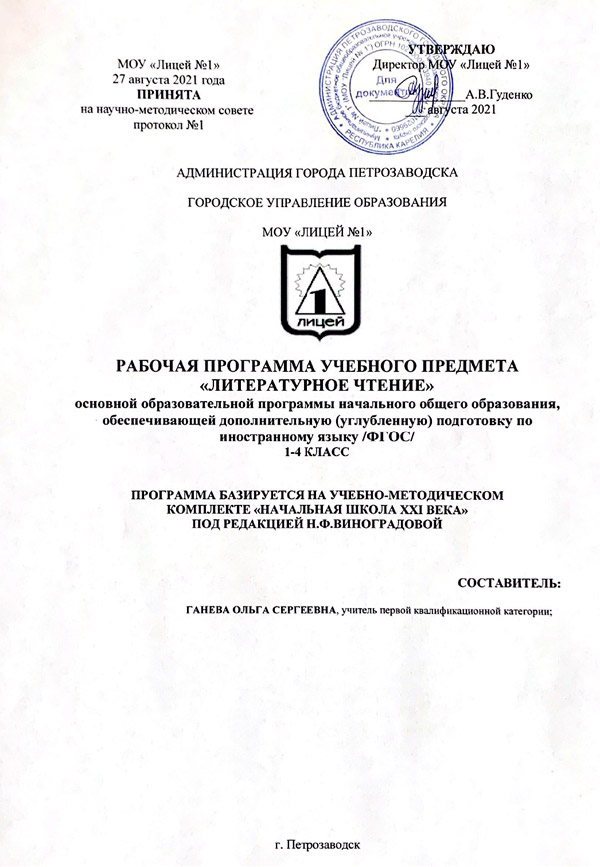 МОУ «Лицей №1»
27 августа 2021 года
ПРИНЯТА
на научно-методическом совете
протокол №1
УТВЕРЖДАЮ
Директор МОУ «Лицей №1»
А.В.Гуденко
августа 2021
Для
документов
РЕСПУБЛИКА КАРЕЛИЯ
АДМИНИСТРАЦИЯ ГОРОДА ПЕТРОЗАВОДСКА
ГОРОДСКОЕ УПРАВЛЕНИЕ ОБРАЗОВАНИЯ
МОУ «ЛИЦЕЙ №1»
1
ЛИЦЕЙ
РАБОЧАЯ ПРОГРАММА УЧЕБНОГО ПРЕДМЕТА
«ЛИТЕРАТУРНОЕ ЧТЕНИЕ»
основной образовательной программы начального общего образования,
обеспечивающей дополнительную (углубленную) подготовку по
иностранному языку /ФГОС/
1-4 КЛАСС
ПРОГРАММА БАЗИРУЕТСЯ НА УЧЕБНО-МЕТОДИЧЕСКОМ
КОМПЛЕКТЕ «НАЧАЛЬНАЯ ШКОЛА XXI ВЕКА»
ПОД РЕДАКЦИЕЙ Н.Ф.ВИНОГРАДОВОЙ
СОСТАВИТЕЛЬ:
ГАНЕВА ОЛЬГА СЕРГЕЕВНА, учитель первой квалификационной категории;
г. Петрозаводск